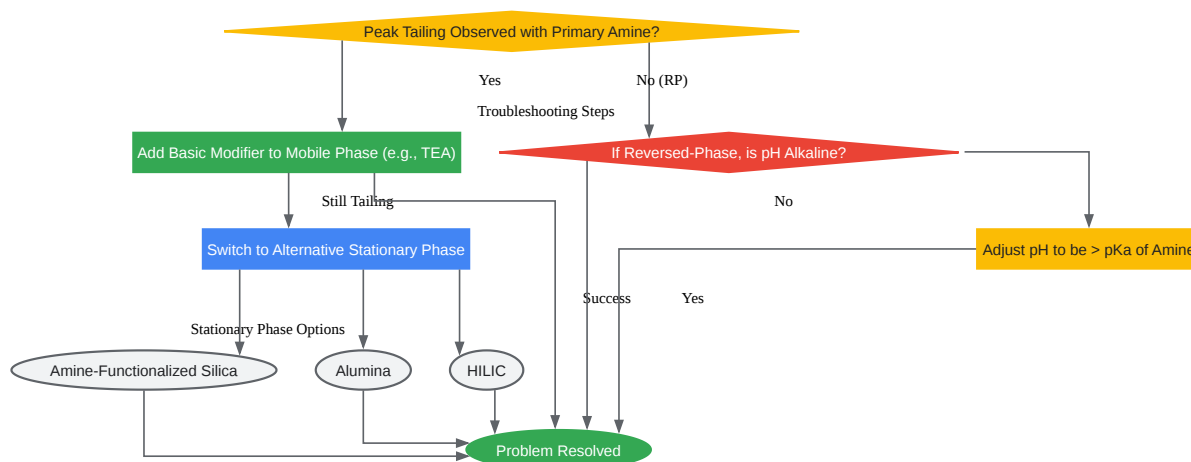 Peak Tailing Observed with Primary Amine?
Yes
No (RP)
Troubleshooting Steps
Add Basic Modifier to Mobile Phase (e.g., TEA)
If Reversed-Phase, is pH Alkaline?
Still Tailing
No
Switch to Alternative Stationary Phase
Adjust pH to be > pKa of Amine
Success
Yes
Stationary Phase Options
Amine-Functionalized Silica
Alumina
HILIC
Problem Resolved